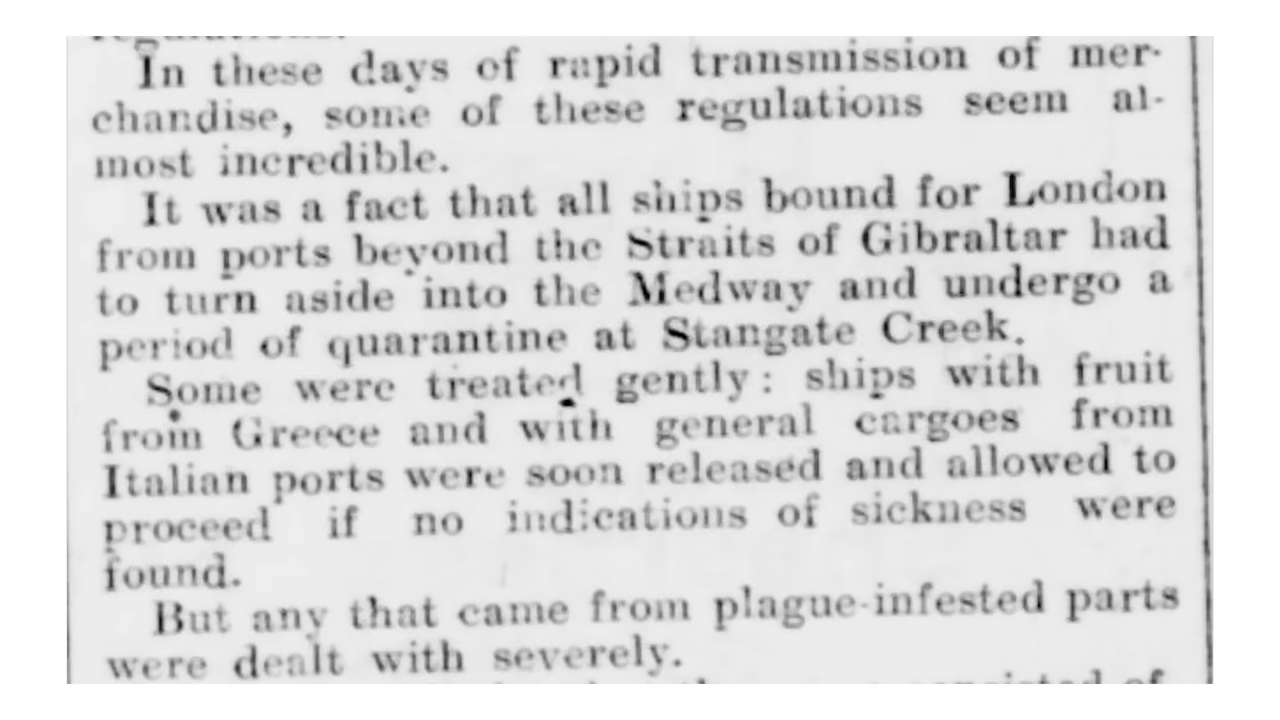 In these days of rapid transmission of mer-
chandise, some of these regulations seem al-
most incredible.
It was a fact that all ships bound for London
from ports beyond the Straits of Gibraltar had
to turn aside into the Medway and undergo a
period of quarantine at Stangate Creek.
Some were treated gently: ships with fruit
from Greece and with general cargoes from
Italian ports were soon released and allowed to
proceed if no indications of sickness were
found.
But any that came from plague-infested parts
were dealt with severely.